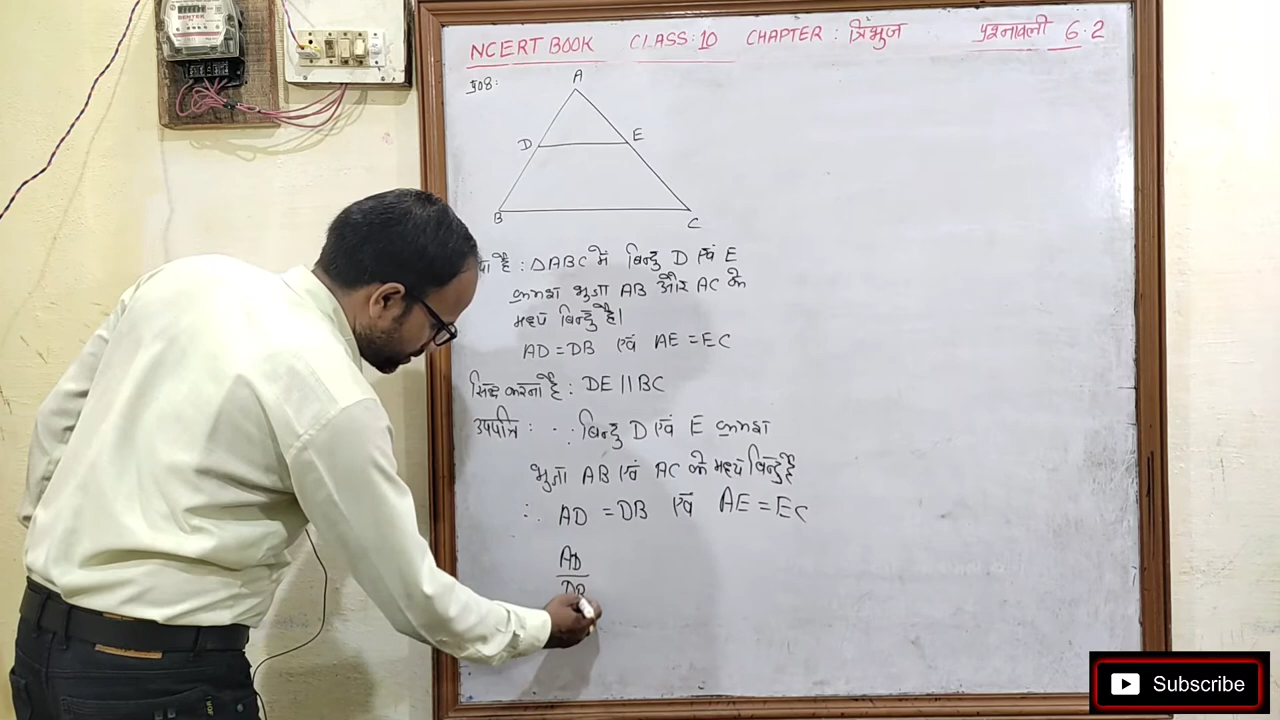 NCERT BOOK CLASS:10 CHAPTER : त्रिभुज प्रश्नावली 6.2
प्र०8:
A
D E
B C
है : ΔABC में बिन्दु D एवं E
क्रमश भुजा AB और AC के
मध्य बिन्दु है।
AD = DB एवं AE = EC
सिद्ध करना है : DE || BC
उपपत्ति : ∵ बिन्दु D एवं E क्रमश
भुजा AB एवं AC के मध्य बिन्दु है
∴ AD = DB एवं AE = EC
AD
DB
Subscribe